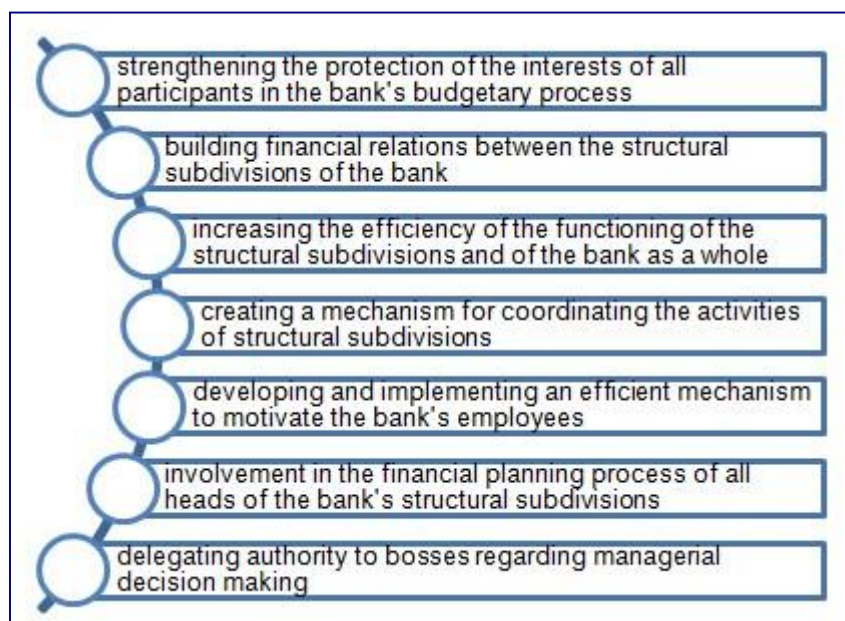 strengthening the protection of the interests of all
participants in the bank's budgetary process
building financial relations between the structural
subdivisions of the bank
increasing the efficiency of the functioning of the
structural subdivisions and of the bank as a whole
creating a mechanism for coordinating the activities
of structural subdivisions
developing and implementing an efficient mechanism
to motivate the bank's employees
involvement in the financial planning process of all
heads of the bank's structural subdivisions
delegating authority to bosses regarding managerial
decision making